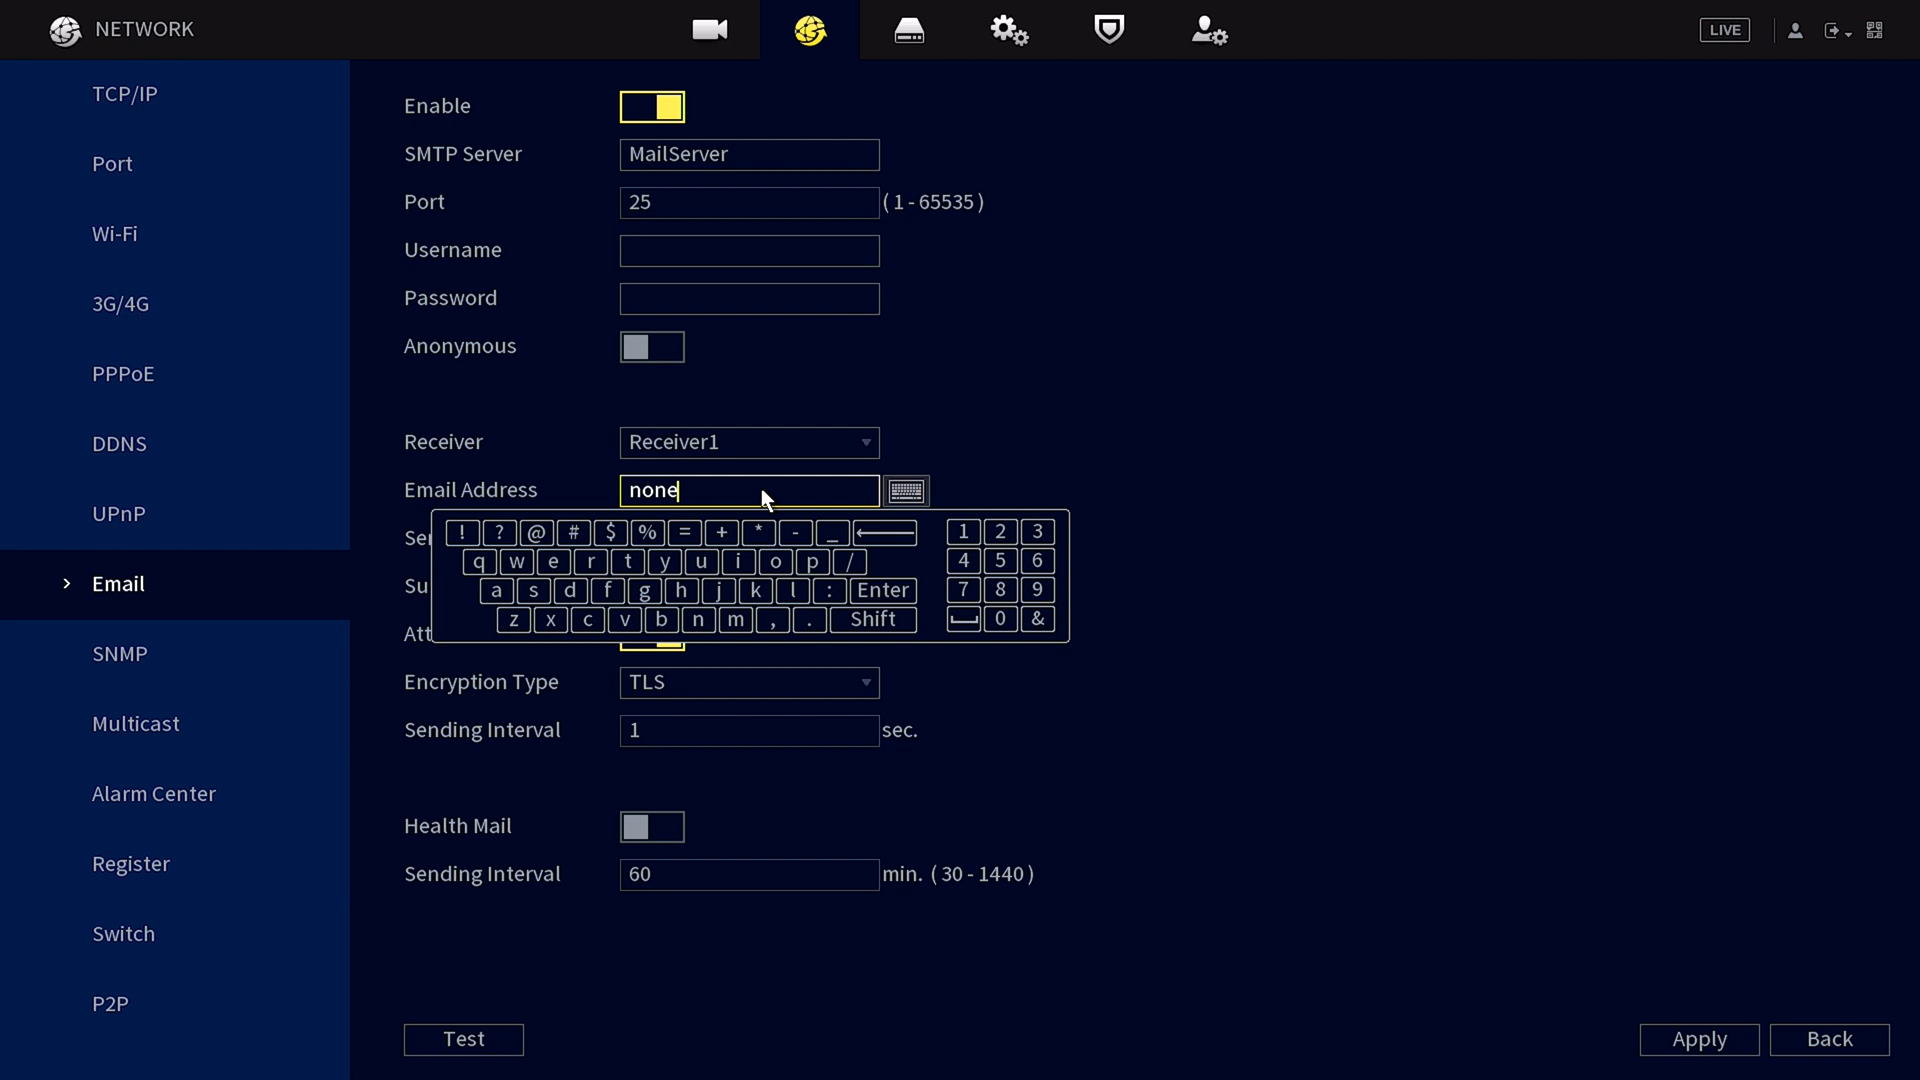 NETWORK
LIVE
TCP/IP
Port
Wi-Fi
3G/4G
PPPoE
DDNS
UPnP
Email
SNMP
Multicast
Alarm Center
Register
Switch
P2P
Enable
SMTP Server MailServer
Port 25 ( 1 - 65535 )
Username
Password
Anonymous
Receiver Receiver1
Email Address none
Se
Su
Att
! ? @ # $ % = + * - _ 1 2 3
q w e r t y u i o p / 4 5 6
a s d f g h j k l : Enter 7 8 9
z x c v b n m , . Shift 0 &
Encryption Type TLS
Sending Interval 1 sec.
Health Mail
Sending Interval 60 min. ( 30 - 1440 )
Test
Apply
Back